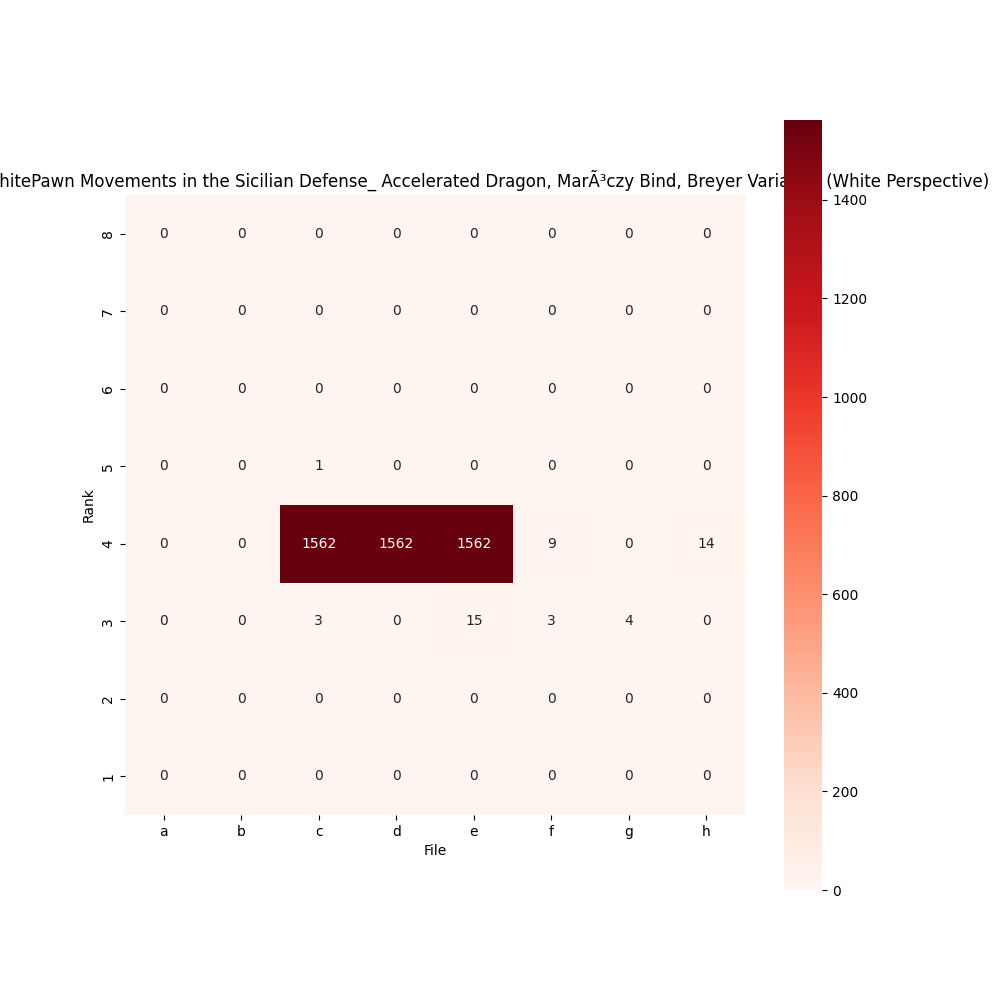 hitePawn Movements in the Sicilian Defense_ Accelerated Dragon, MarÃ³czy Bind, Breyer Varia (White Perspective)
1400
1200
1000
800
600
400
200
0
8 0 0 0 0 0 0 0 0
7 0 0 0 0 0 0 0 0
6 0 0 0 0 0 0 0 0
5 0 0 1 0 0 0 0 0
Rank
4 0 0 1562 1562 1562 9 0 14
3 0 0 3 0 15 3 4 0
2 0 0 0 0 0 0 0 0
1 0 0 0 0 0 0 0 0
a b c d e f g h
File